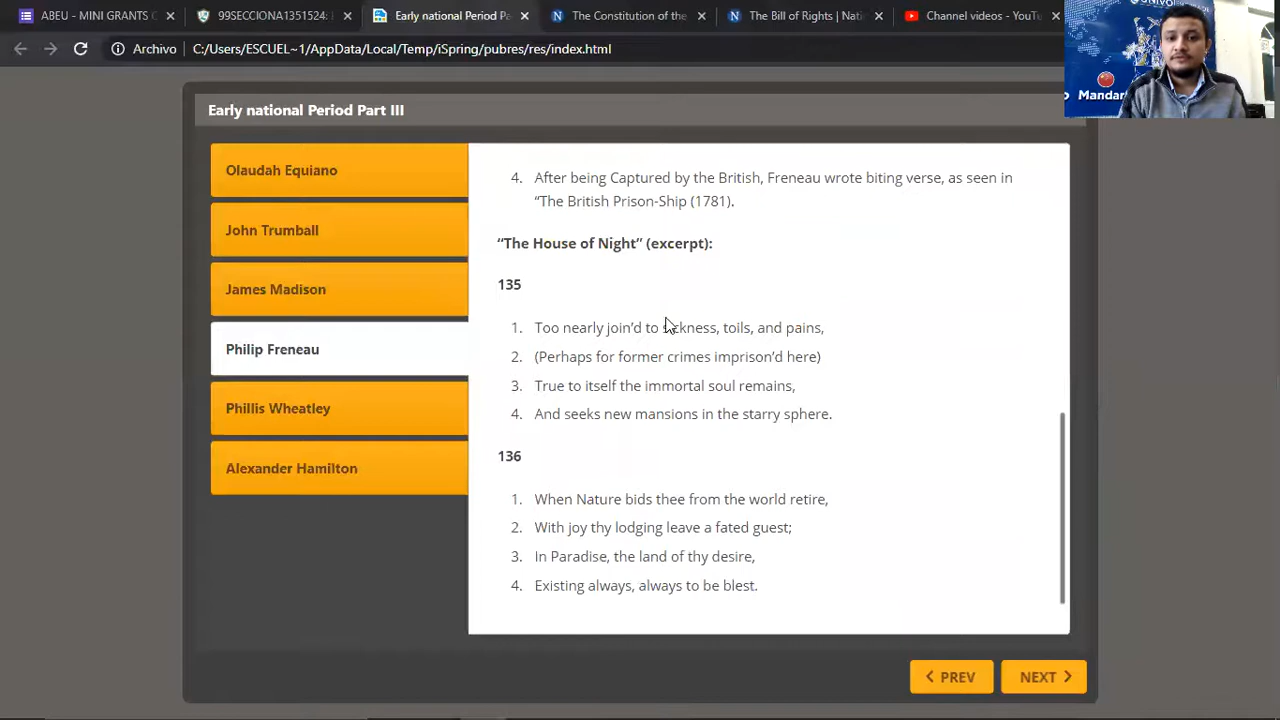 ABEU - MINI GRANTS C
99SECCIONA1351524:
Early national Period Pa
The Constitution of the
The Bill of Rights | Nati
Channel videos - YouTu
Archivo C:/Users/ESCUEL~1/AppData/Local/Temp/iSpring/pubres/res/index.html
Mandar
Early national Period Part III
Olaudah Equiano
John Trumball
James Madison
Philip Freneau
Phillis Wheatley
Alexander Hamilton
4. After being Captured by the British, Freneau wrote biting verse, as seen in
“The British Prison-Ship (1781).
“The House of Night” (excerpt):
135
1. Too nearly join’d to sickness, toils, and pains,
2. (Perhaps for former crimes imprison’d here)
3. True to itself the immortal soul remains,
4. And seeks new mansions in the starry sphere.
136
1. When Nature bids thee from the world retire,
2. With joy thy lodging leave a fated guest;
3. In Paradise, the land of thy desire,
4. Existing always, always to be blest.
PREV
NEXT